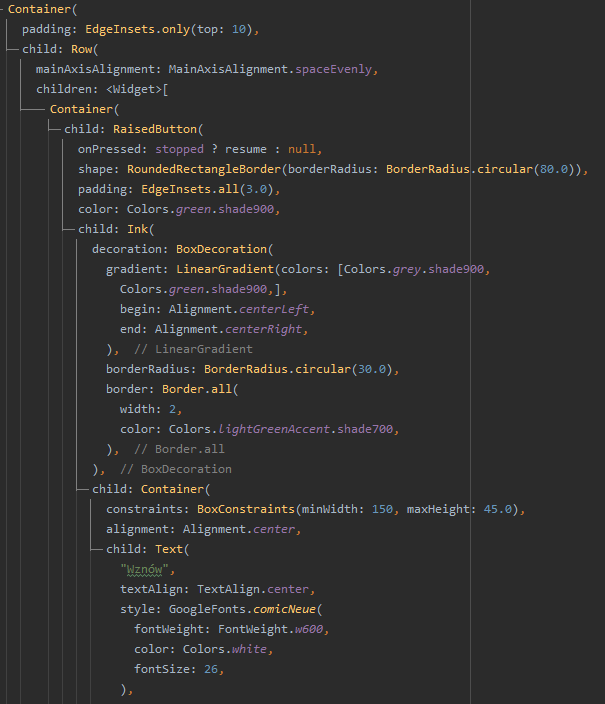 Container(
padding: EdgeInsets.only(top: 10),
child: Row(
mainAxisAlignment: MainAxisAlignment.spaceEvenly,
children: <Widget>[
Container(
child: RaisedButton(
onPressed: stopped ? resume : null,
shape: RoundedRectangleBorder(borderRadius: BorderRadius.circular(80.0)),
padding: EdgeInsets.all(3.0),
color: Colors.green.shade900,
child: Ink(
decoration: BoxDecoration(
gradient: LinearGradient(colors: [Colors.grey.shade900,
Colors.green.shade900,],
begin: Alignment.centerLeft,
end: Alignment.centerRight,
), // LinearGradient
borderRadius: BorderRadius.circular(30.0),
border: Border.all(
width: 2,
color: Colors.lightGreenAccent.shade700,
), // Border.all
), // BoxDecoration
child: Container(
constraints: BoxConstraints(minWidth: 150, maxHeight: 45.0),
alignment: Alignment.center,
child: Text(
"Wznów",
textAlign: TextAlign.center,
style: GoogleFonts.comicNeue(
fontWeight: FontWeight.w600,
color: Colors.white,
fontSize: 26,
),